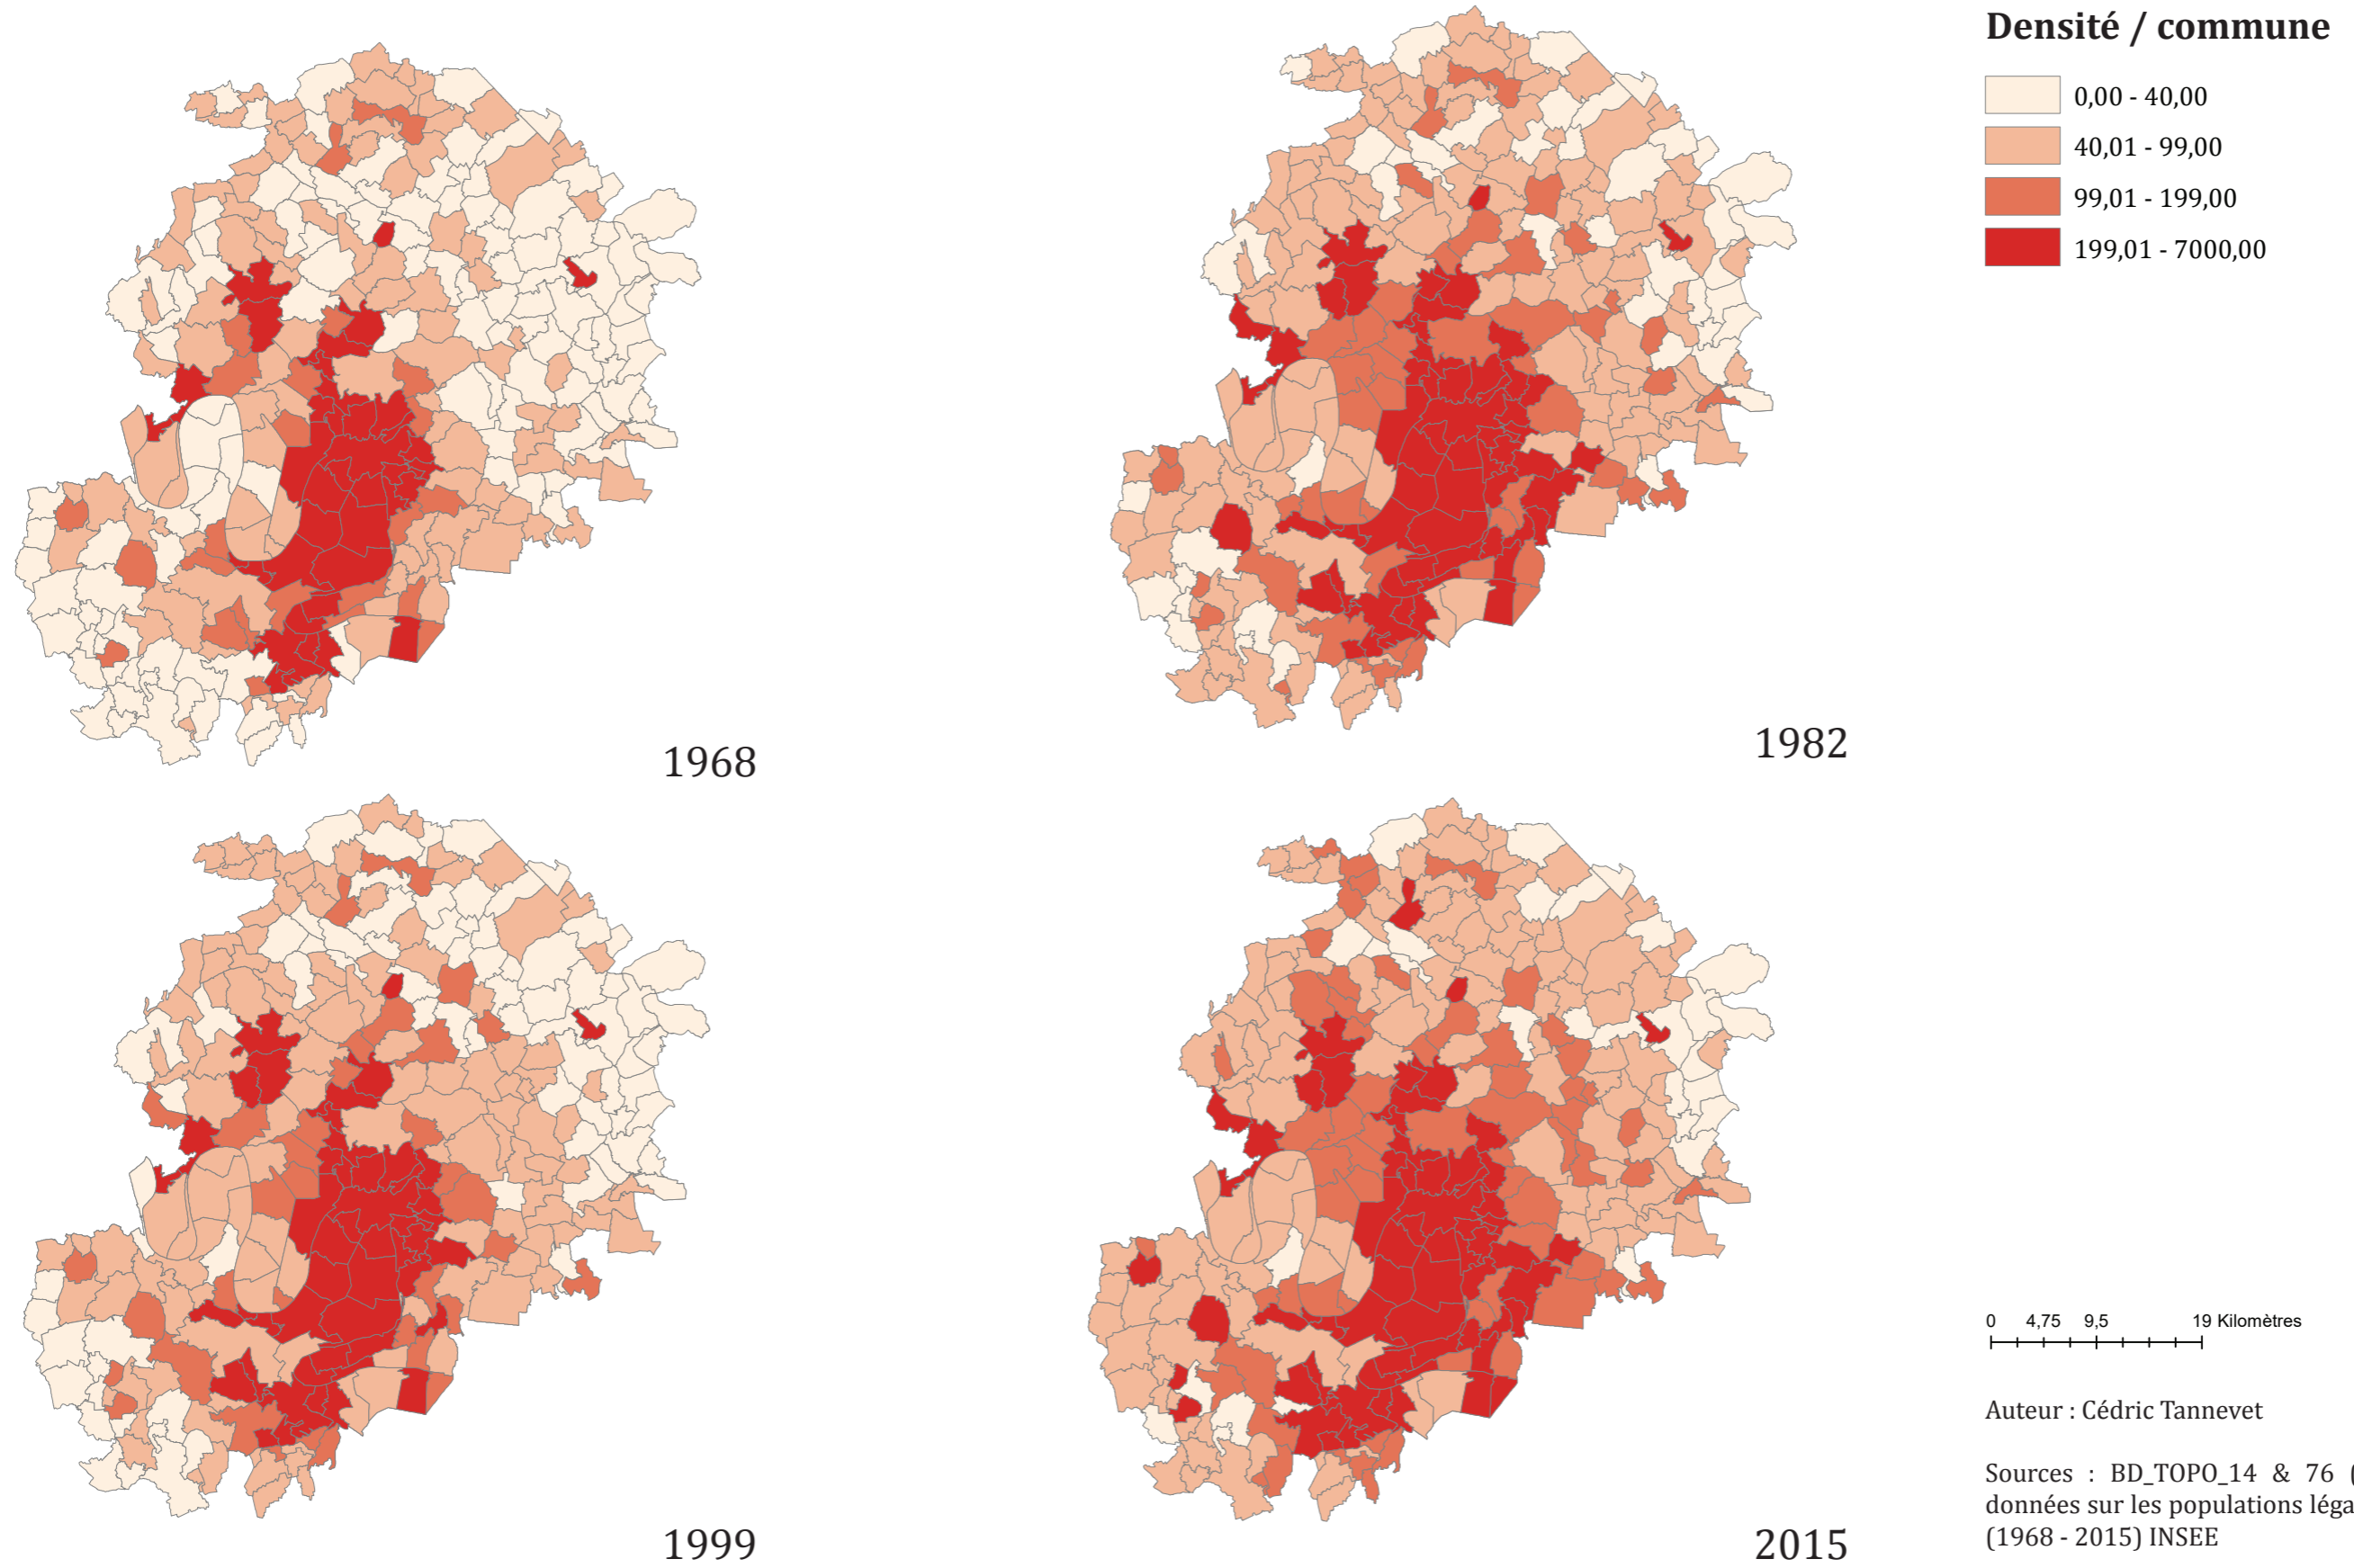 Densité / commune
0,00 - 40,00
40,01 - 99,00
99,01 - 199,00
199,01 - 7000,00
1968
1982
1999
2015
0 4,75 9,5 19 Kilomètres
Auteur : Cédric Tannevet
Sources : BD_TOPO_14 & 76 (
données sur les populations léga
(1968 - 2015) INSEE